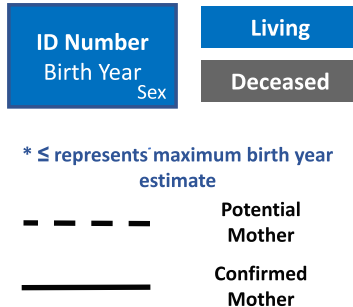 ID Number
Birth Year
Sex
Living
Deceased
* ≤ represents maximum birth year
estimate
Potential
Mother
Confirmed
Mother